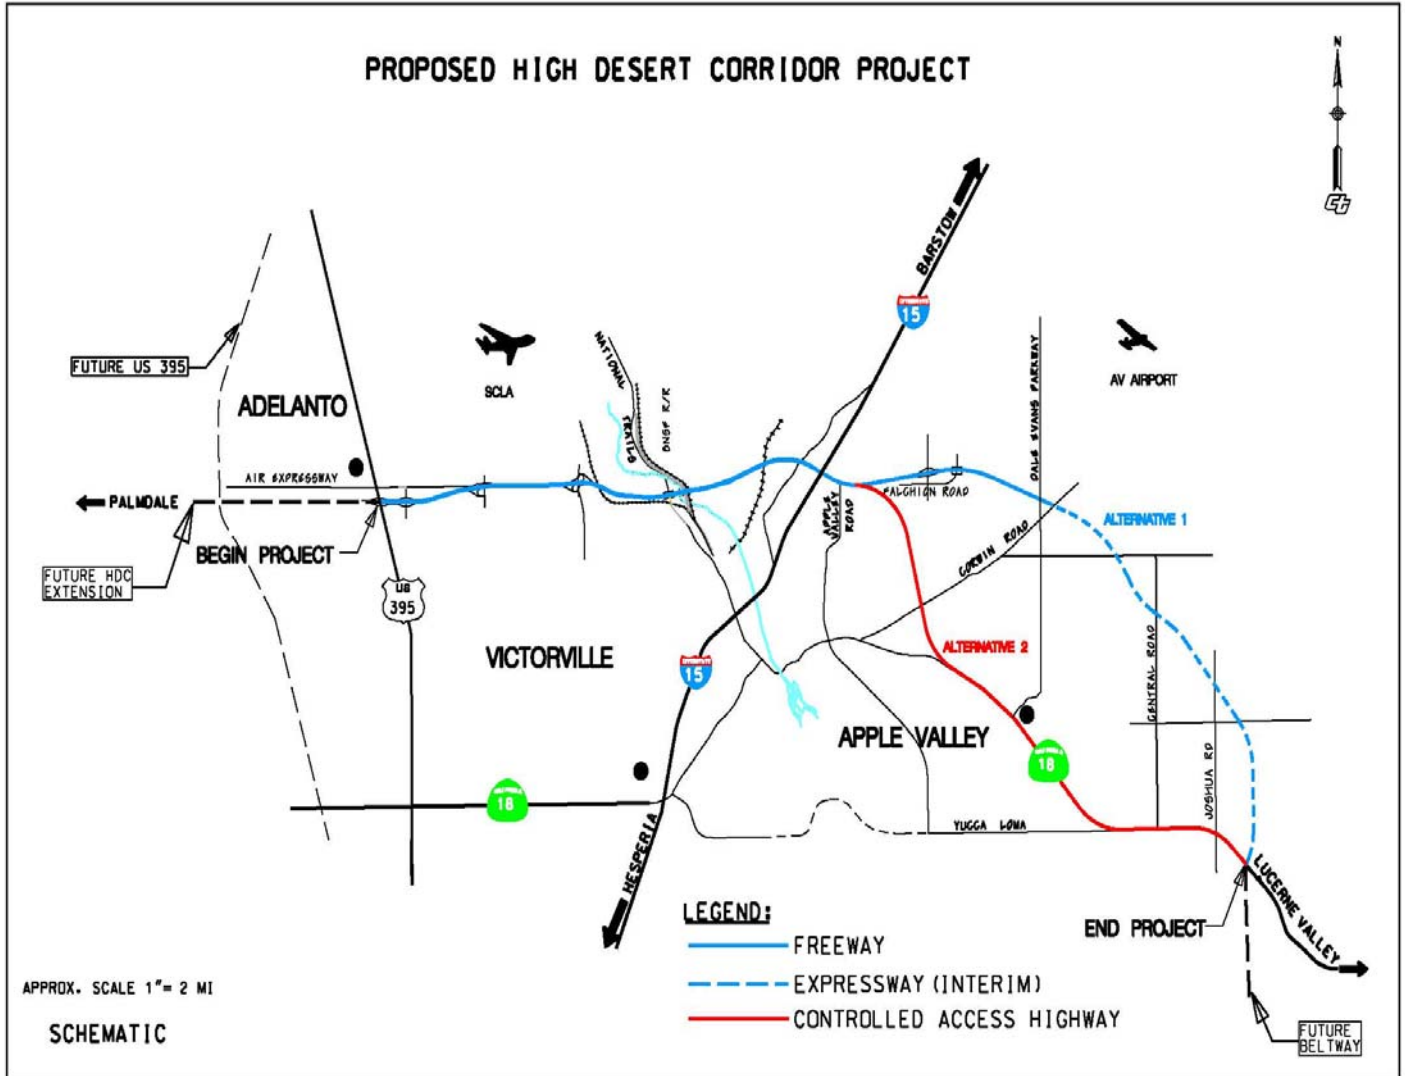 PROPOSED HIGH DESERT CORRIDOR PROJECT
N
ct
BARSTOW
15
FUTURE US 395
ADELANTO
SCLA
NATIONAL
TRAILS
BNSF R/R
DALE EVANS PARKWAY
AV AIRPORT
AIR EXPRESSWAY
PALMDALE
FALCHION ROAD
APPLE
VALLEY
ROAD
ALTERNATIVE 1
BEGIN PROJECT
CORWIN ROAD
FUTURE HDC
EXTENSION
US
395
VICTORVILLE
15
ALTERNATIVE 2
CENTRAL ROAD
APPLE VALLEY
18
JOSHUA RD
18
YUCCA LOMA
HESPERIA
LUCERNE VALLEY
END PROJECT
LEGEND:
FREEWAY
EXPRESSWAY (INTERIM)
CONTROLLED ACCESS HIGHWAY
APPROX. SCALE 1"= 2 MI
SCHEMATIC
FUTURE
BELTWAY